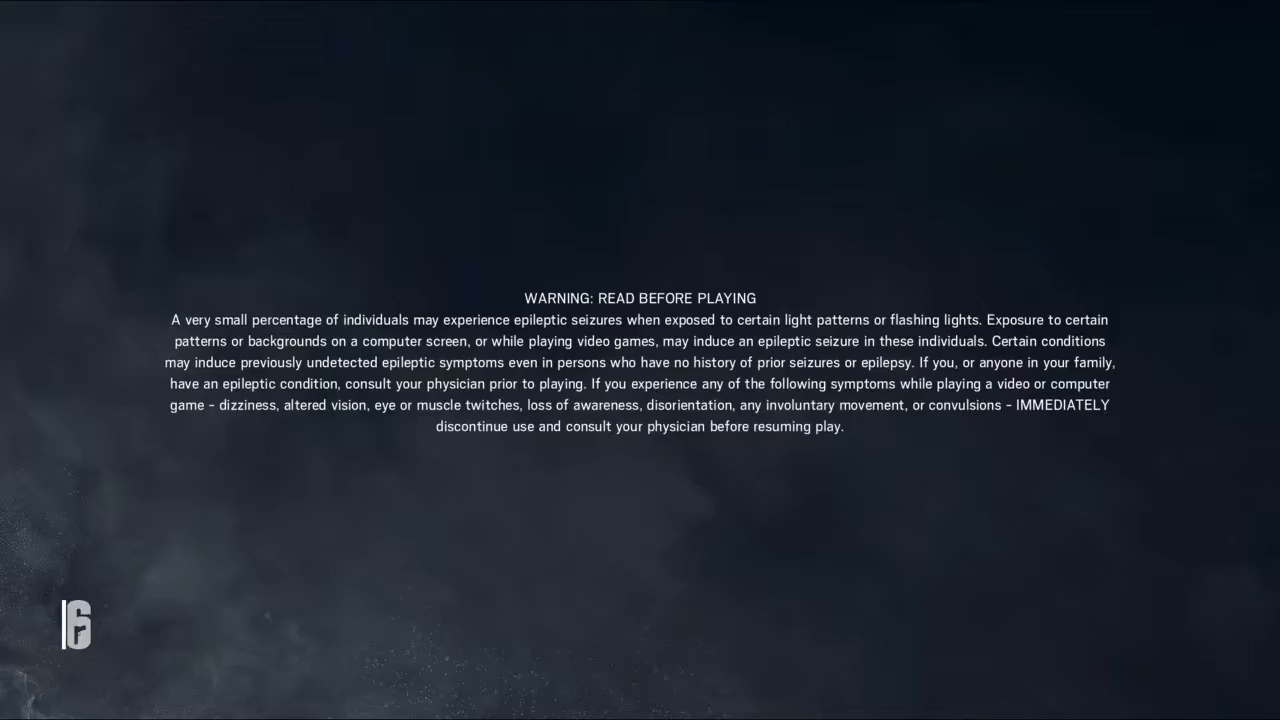 WARNING: READ BEFORE PLAYING
A very small percentage of individuals may experience epileptic seizures when exposed to certain light patterns or flashing lights. Exposure to certain
patterns or backgrounds on a computer screen, or while playing video games, may induce an epileptic seizure in these individuals. Certain conditions
may induce previously undetected epileptic symptoms even in persons who have no history of prior seizures or epilepsy. If you, or anyone in your family,
have an epileptic condition, consult your physician prior to playing. If you experience any of the following symptoms while playing a video or computer
game – dizziness, altered vision, eye or muscle twitches, loss of awareness, disorientation, any involuntary movement, or convulsions – IMMEDIATELY
discontinue use and consult your physician before resuming play.
6